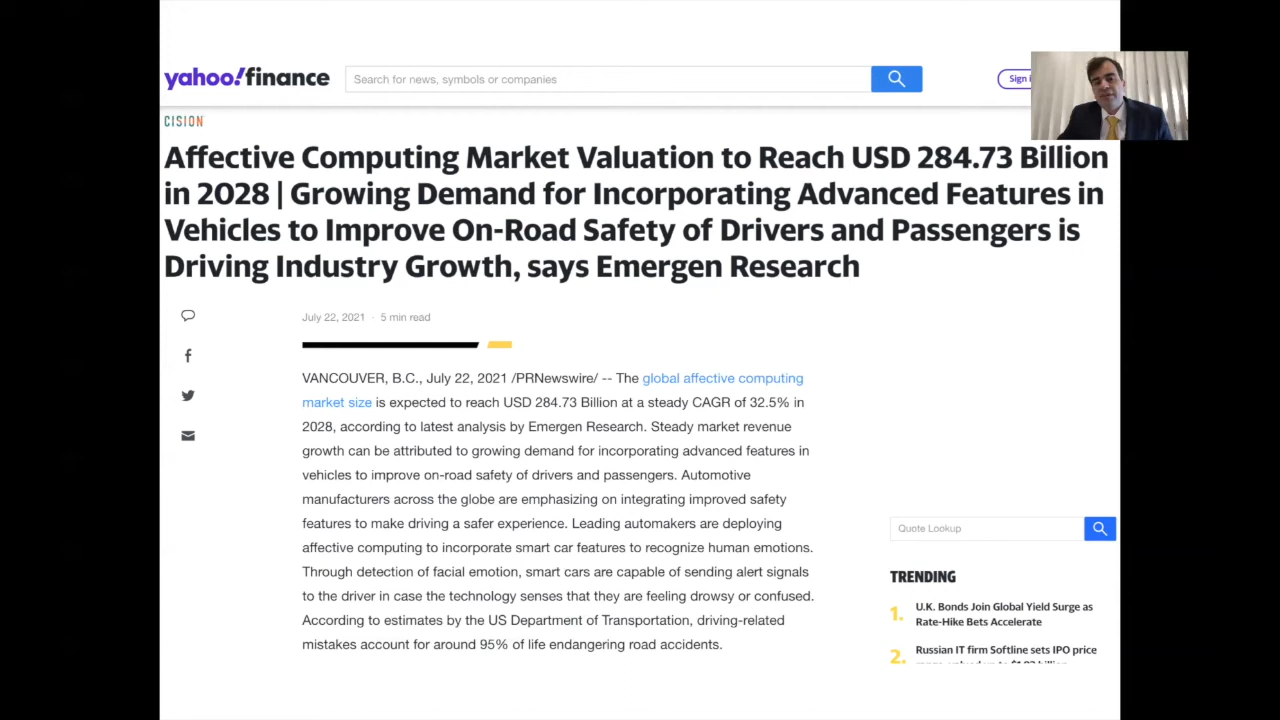 yahoo!finance
Search for news, symbols or companies
Sign
CISION
Affective Computing Market Valuation to Reach USD 284.73 Billion
in 2028 | Growing Demand for Incorporating Advanced Features in
Vehicles to Improve On-Road Safety of Drivers and Passengers is
Driving Industry Growth, says Emergen Research
July 22, 2021 · 5 min read
VANCOUVER, B.C., July 22, 2021 /PRNewswire/ -- The global affective computing
market size is expected to reach USD 284.73 Billion at a steady CAGR of 32.5% in
2028, according to latest analysis by Emergen Research. Steady market revenue
growth can be attributed to growing demand for incorporating advanced features in
vehicles to improve on-road safety of drivers and passengers. Automotive
manufacturers across the globe are emphasizing on integrating improved safety
features to make driving a safer experience. Leading automakers are deploying
affective computing to incorporate smart car features to recognize human emotions.
Through detection of facial emotion, smart cars are capable of sending alert signals
to the driver in case the technology senses that they are feeling drowsy or confused.
According to estimates by the US Department of Transportation, driving-related
mistakes account for around 95% of life endangering road accidents.
Quote Lookup
TRENDING
1. U.K. Bonds Join Global Yield Surge as
Rate-Hike Bets Accelerate
2. Russian IT firm Softline sets IPO price